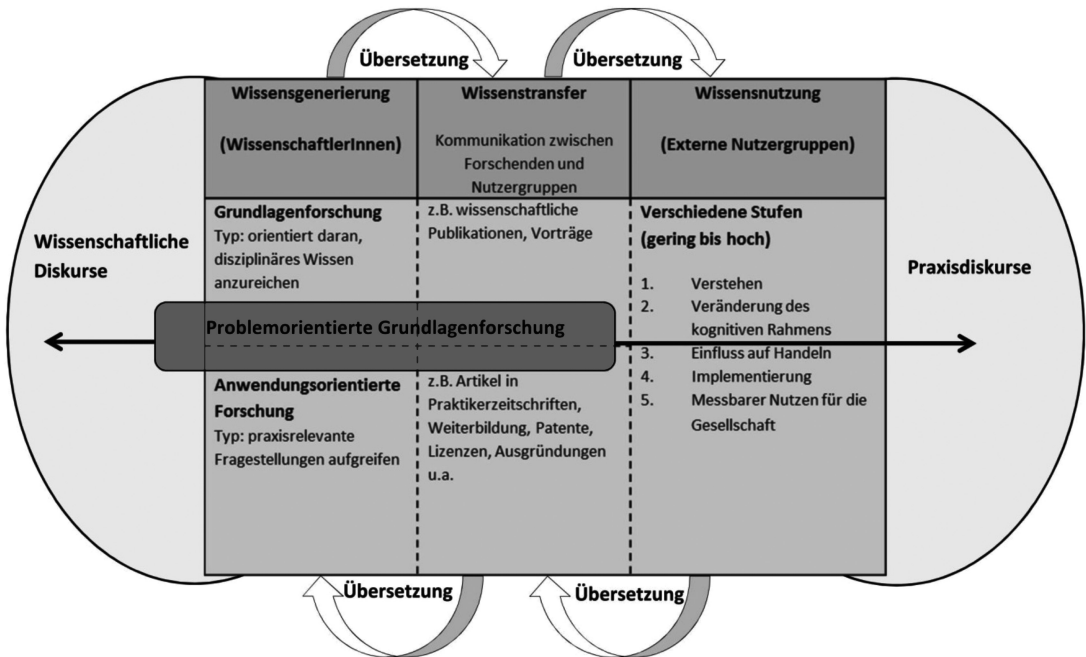 Übersetzung
Übersetzung
Wissensgenerierung
(WissenschaftlerInnen)
Wissenstransfer
Kommunikation zwischen
Forschenden und
Nutzergruppen
Wissensnutzung
(Externe Nutzergruppen)
Wissenschaftliche
Diskurse
Grundlagenforschung
Typ: orientiert daran,
disziplinäres Wissen
anzureichen
z.B. wissenschaftliche
Publikationen, Vorträge
Problemorientierte Grundlagenforschung
Anwendungsorientierte
Forschung
Typ: praxisrelevante
Fragestellungen aufgreifen
z.B. Artikel in
Praktikerzeitschriften,
Weiterbildung, Patente,
Lizenzen, Ausgründungen
u.a.
Verschiedene Stufen
(gering bis hoch)
1. Verstehen
2. Veränderung des
kognitiven Rahmens
3. Einfluss auf Handeln
4. Implementierung
5. Messbarer Nutzen für die
Gesellschaft
Praxisdiskurse
Übersetzung
Übersetzung